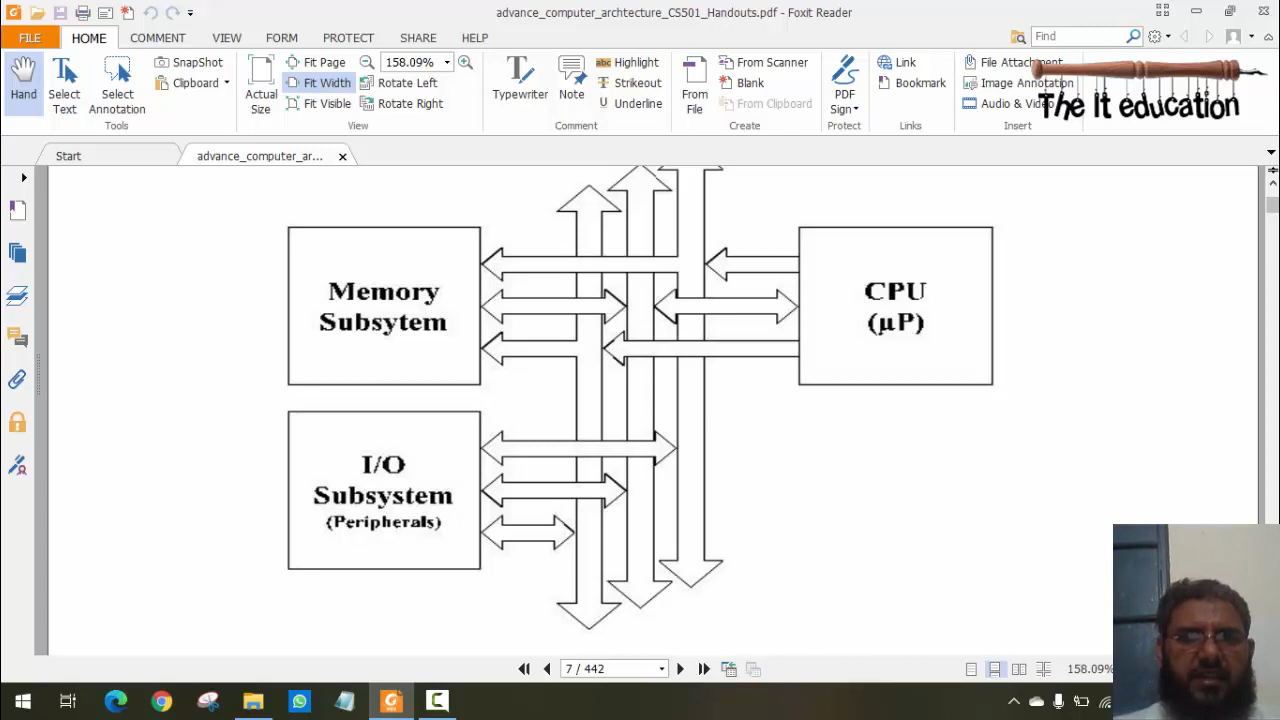 advance_computer_archtecture_CS501_Handouts.pdf - Foxit Reader
FILE HOME COMMENT VIEW FORM PROTECT SHARE HELP Find
Hand
Select Text
Select Annotation
SnapShot
Clipboard
Tools
Actual Size
Fit Page
Fit Width
Fit Visible
158.09%
Rotate Left
Rotate Right
View
Typewriter
Note
Highlight
Strikeout
Underline
Comment
From File
From Scanner
Blank
From Clipboard
Create
PDF Sign
Protect
Link
Bookmark
Links
File Attachment
Image Annotation
Audio & Video
Insert
The It education
Start advance_computer_ar...
Memory
Subsytem
CPU
(µP)
I/O
Subsystem
(Peripherals)
7 / 442 158.09%